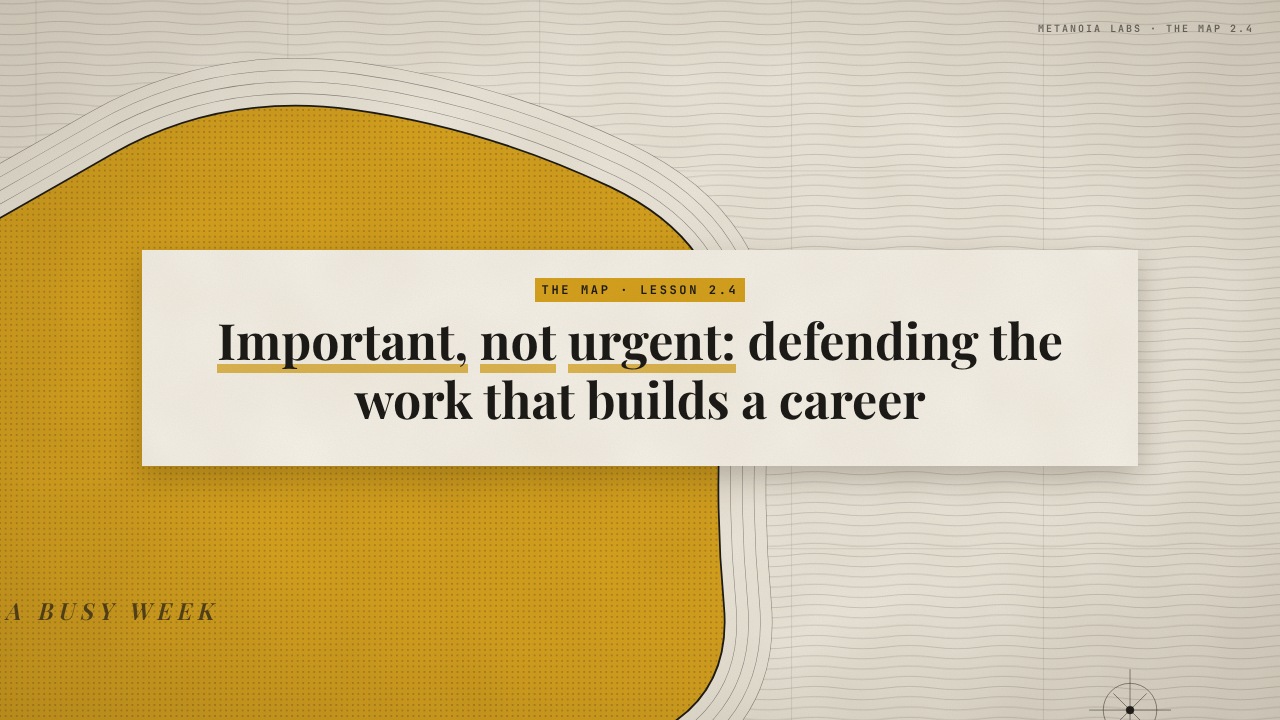 METANOIA LABS · THE MAP 2.4
THE MAP · LESSON 2.4
Important, not urgent: defending the
work that builds a career
A BUSY WEEK